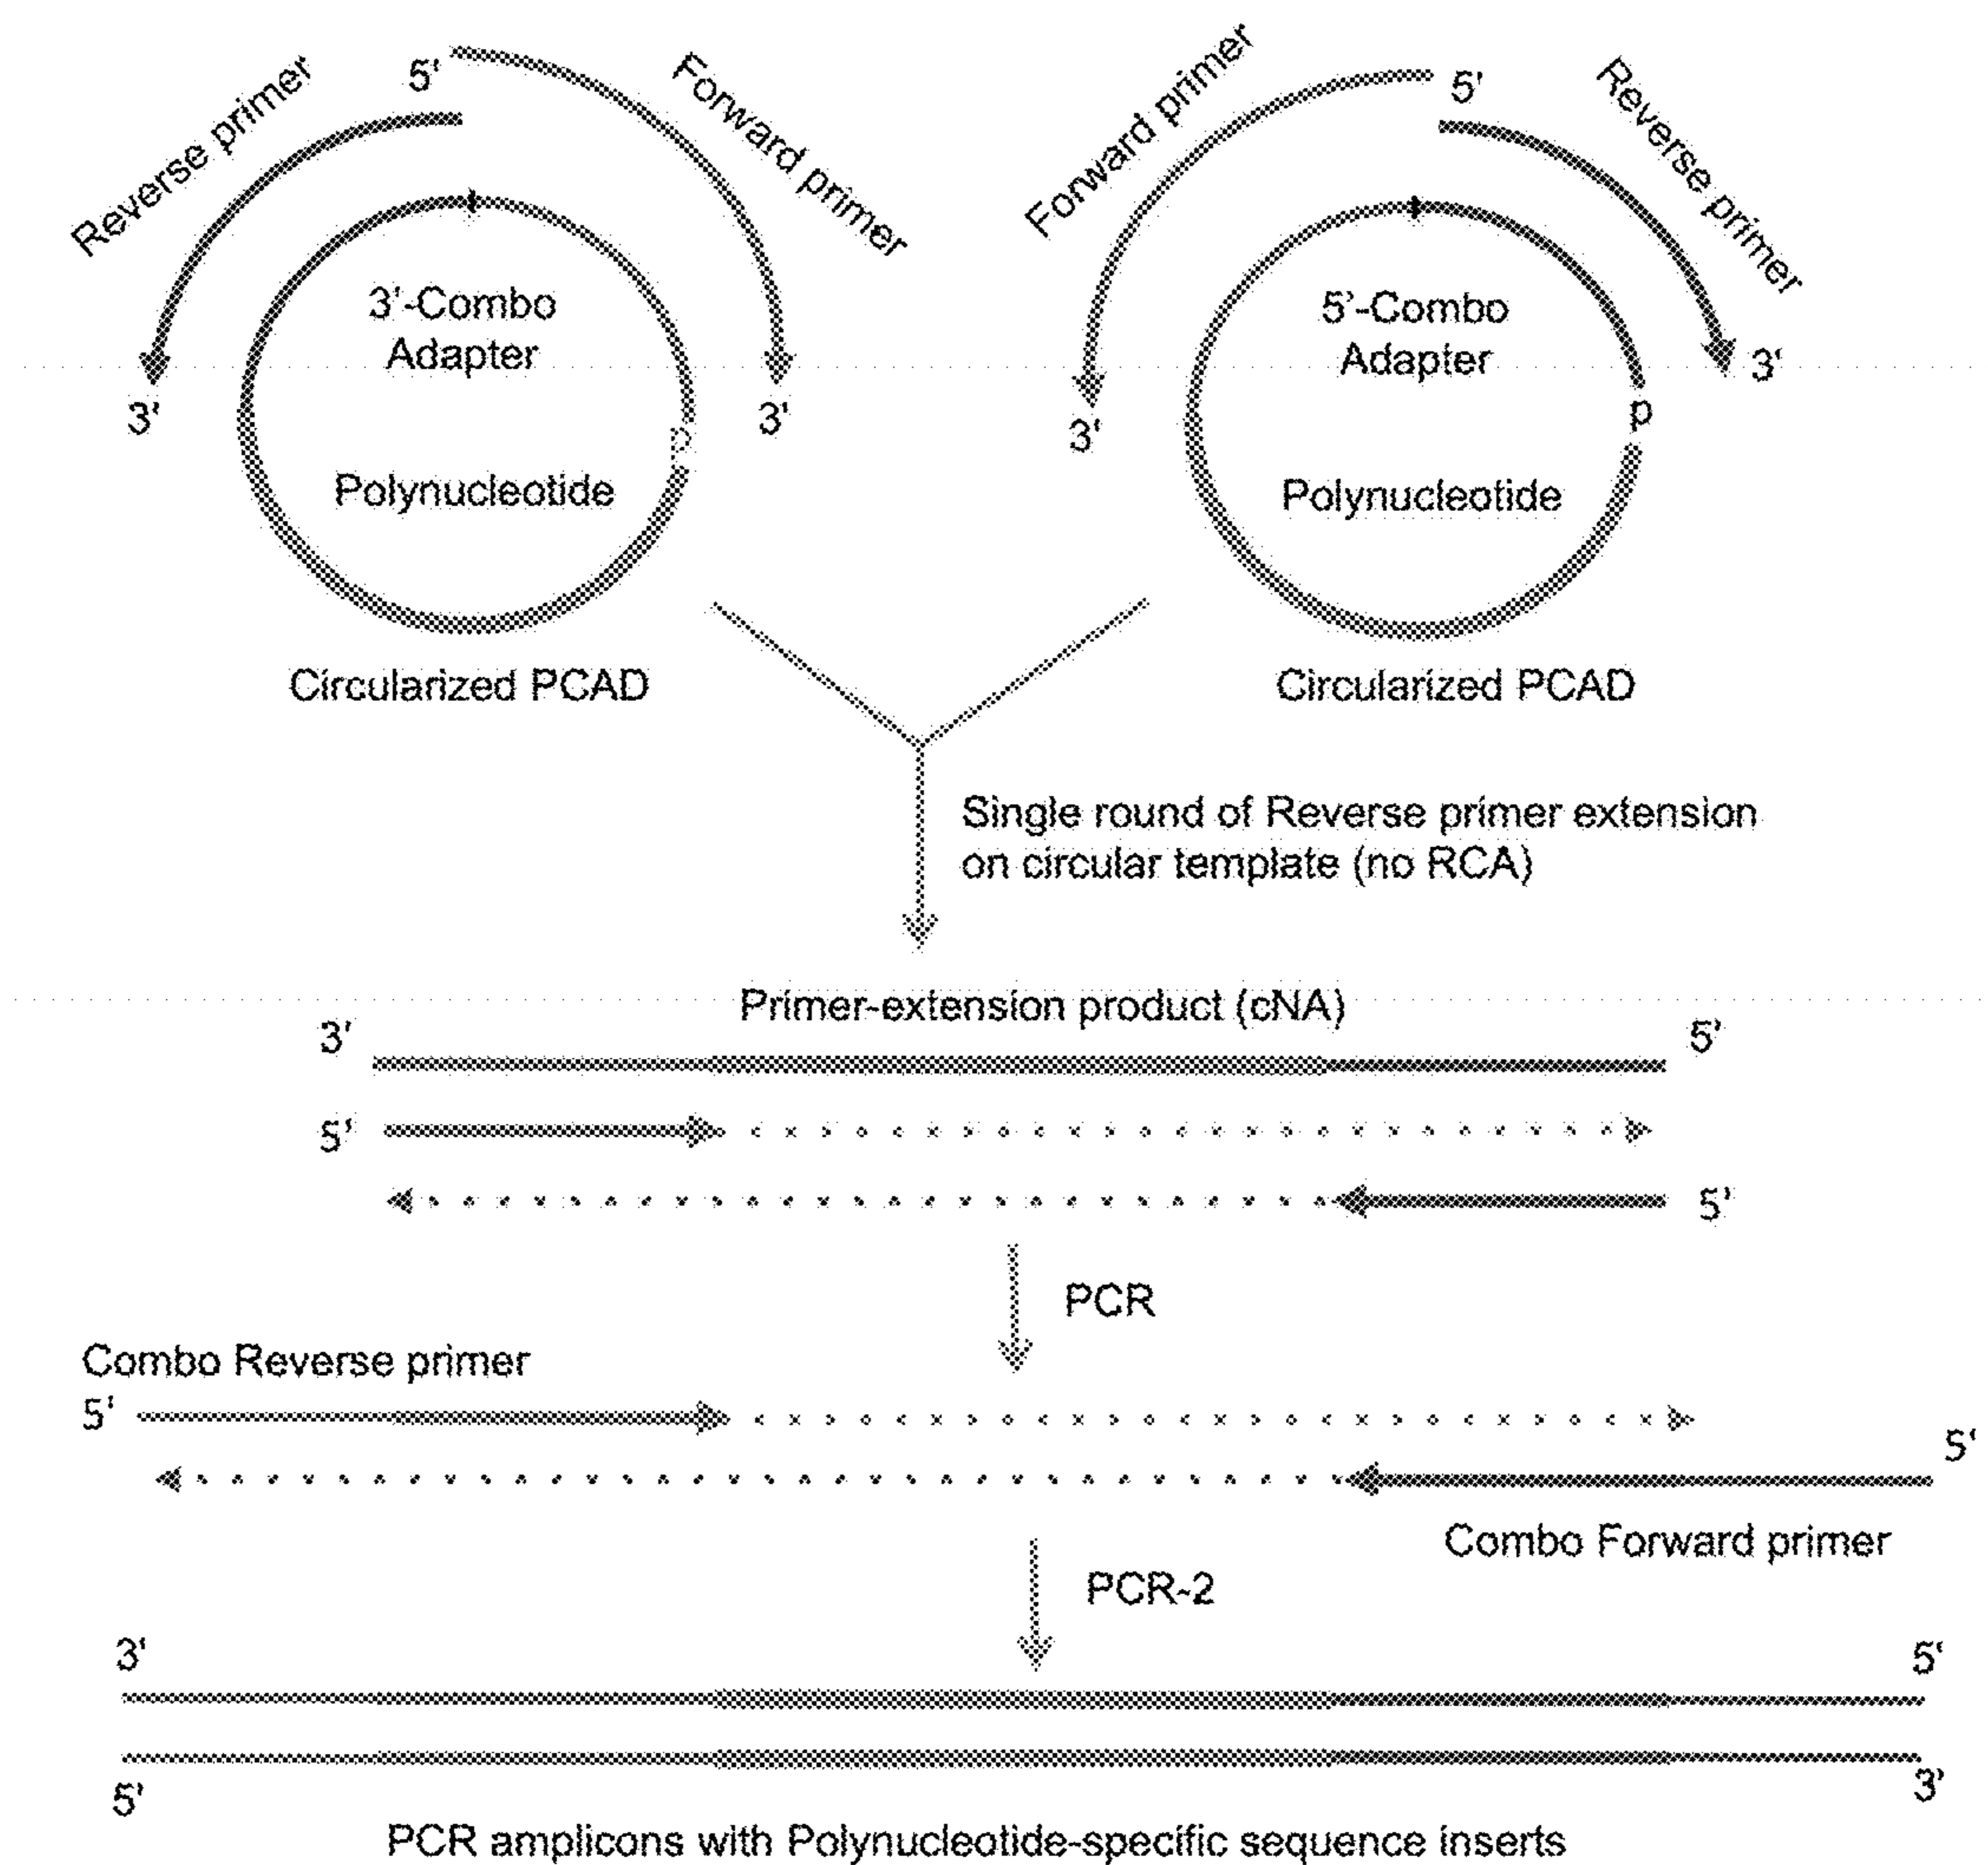 Reverse primer
5'
Forward primer
3'-Combo
Adapter
3'
3'
p
Polynucleotide
Circularized PCAD
Forward primer
5'
Reverse primer
5'-Combo
Adapter
3'
3'
p
Polynucleotide
Circularized PCAD
Single round of Reverse primer extension
on circular template (no RCA)
Primer-extension product (cNA)
3'
5'
5'
5'
PCR
Combo Reverse primer
5'
5'
Combo Forward primer
PCR-2
3'
5'
5'
3'
PCR amplicons with Polynucleotide-specific sequence inserts